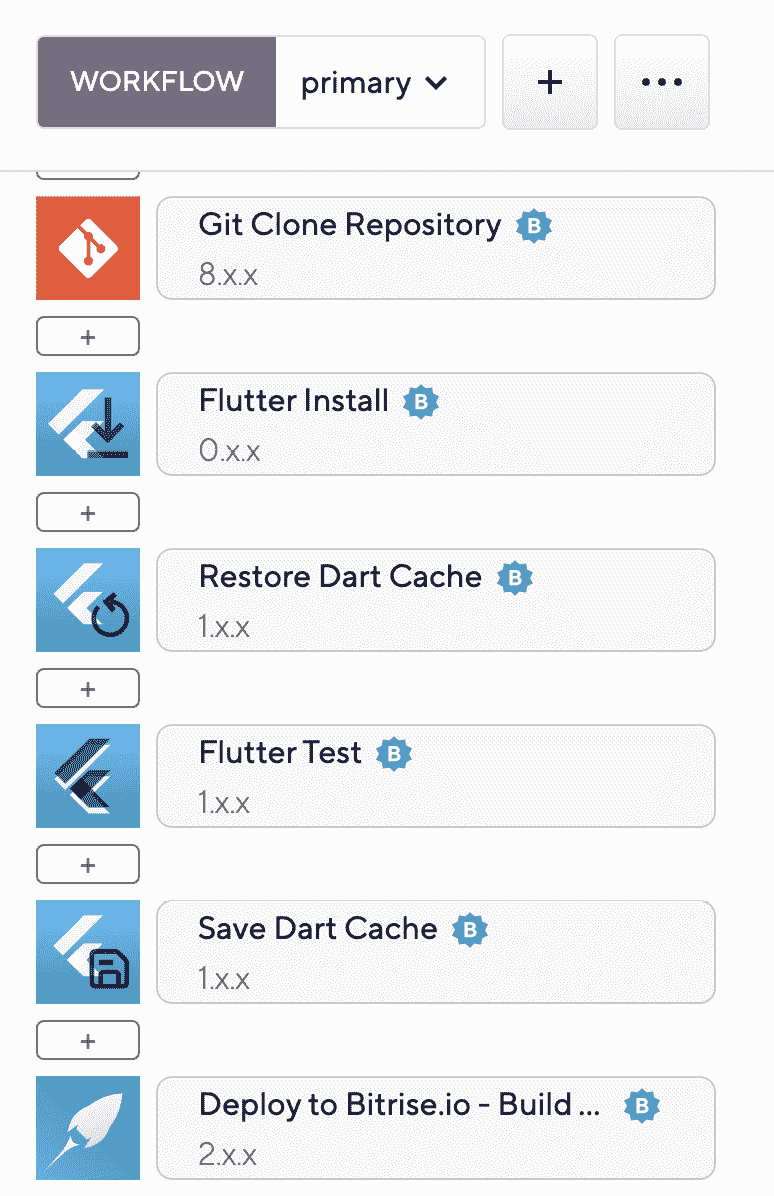 WORKFLOW primary + ...
Git Clone Repository B
8.x.x
+
Flutter Install B
0.x.x
+
Restore Dart Cache B
1.x.x
+
Flutter Test B
1.x.x
+
Save Dart Cache B
1.x.x
+
Deploy to Bitrise.io - Build ... B
2.x.x